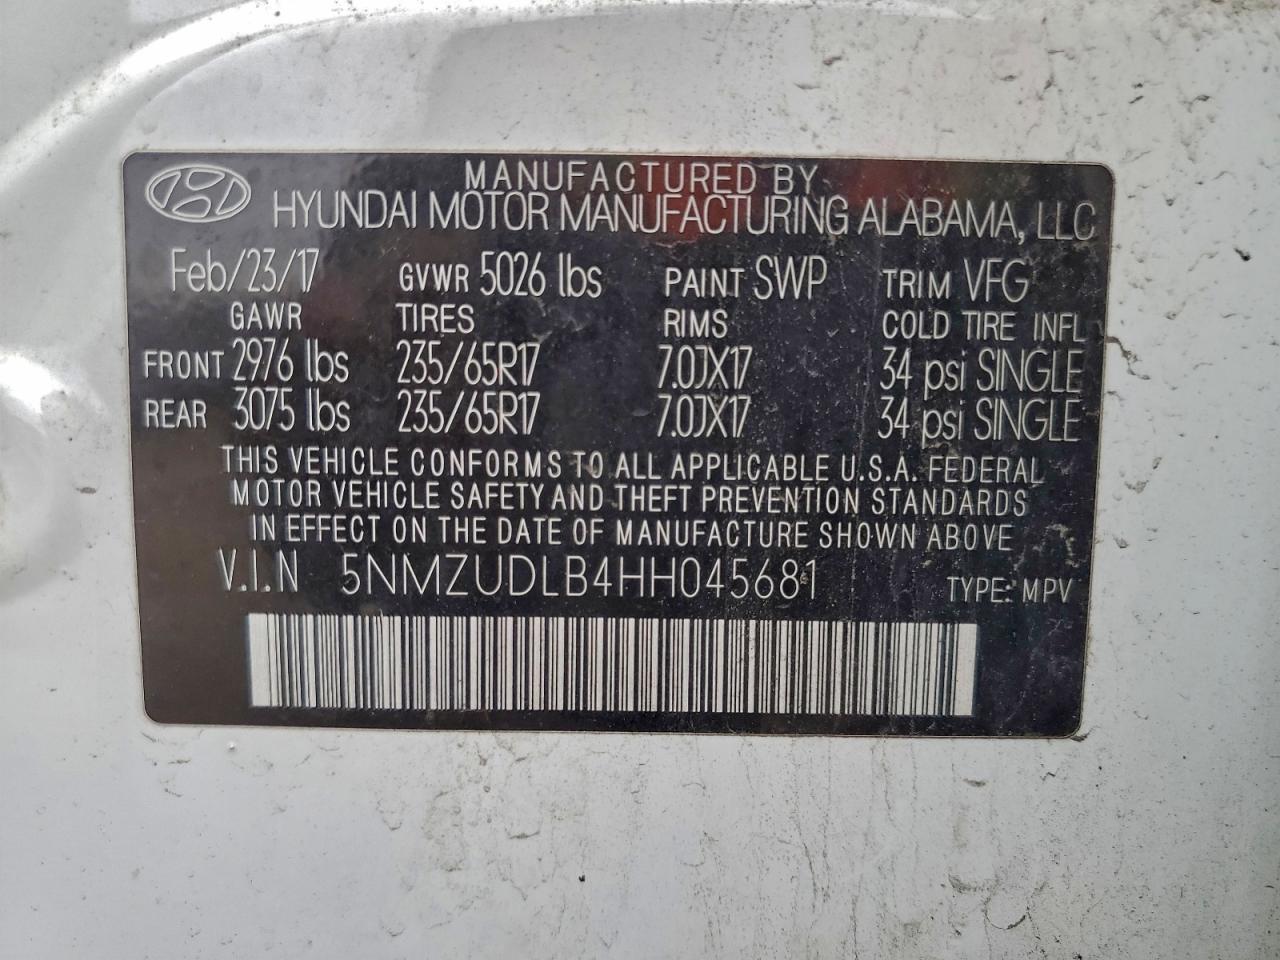 MANUFACTURED BY
HYUNDAI MOTOR MANUFACTURING ALABAMA, LLC
Feb/23/17 GVWR 5026 lbs PAINT SWP TRIM VFG
GAWR TIRES RIMS COLD TIRE INFL
FRONT 2976 lbs 235/65R17 7.0JX17 34 psi SINGLE
REAR 3075 lbs 235/65R17 7.0JX17 34 psi SINGLE
THIS VEHICLE CONFORMS TO ALL APPLICABLE U.S.A. FEDERAL
MOTOR VEHICLE SAFETY AND THEFT PREVENTION STANDARDS
IN EFFECT ON THE DATE OF MANUFACTURE SHOWN ABOVE
V.I.N 5NMZUDLB4HH045681 TYPE: MPV